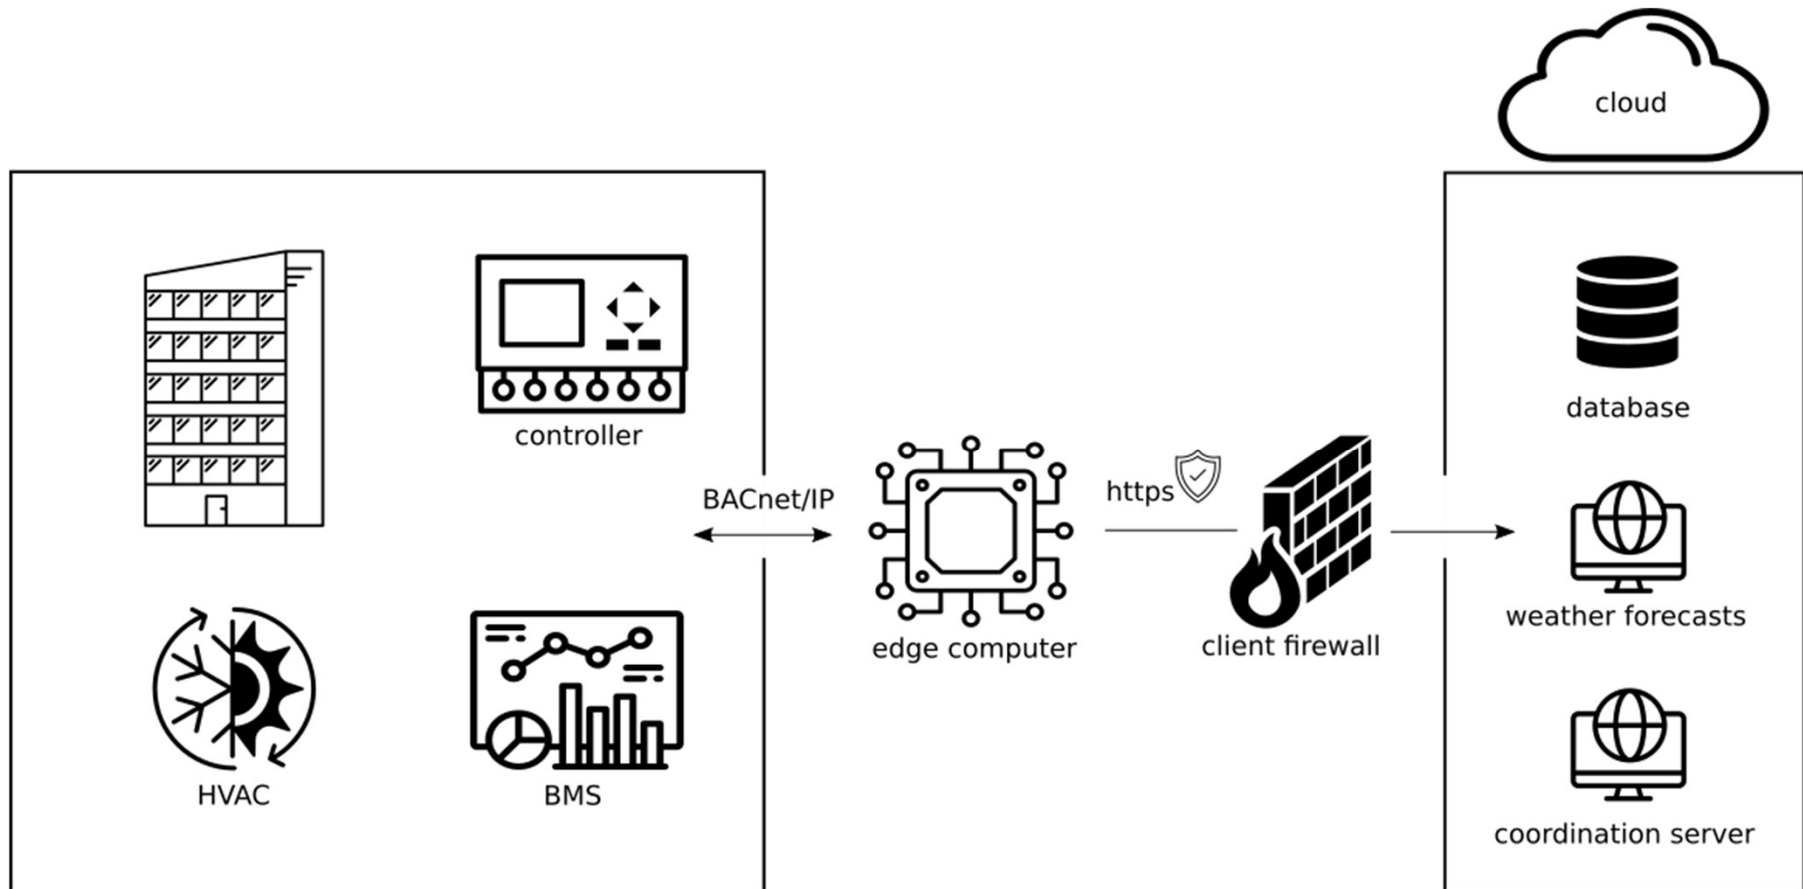 cloud
controller
database
BACnet/IP
https
edge computer
client firewall
weather forecasts
HVAC
BMS
coordination server